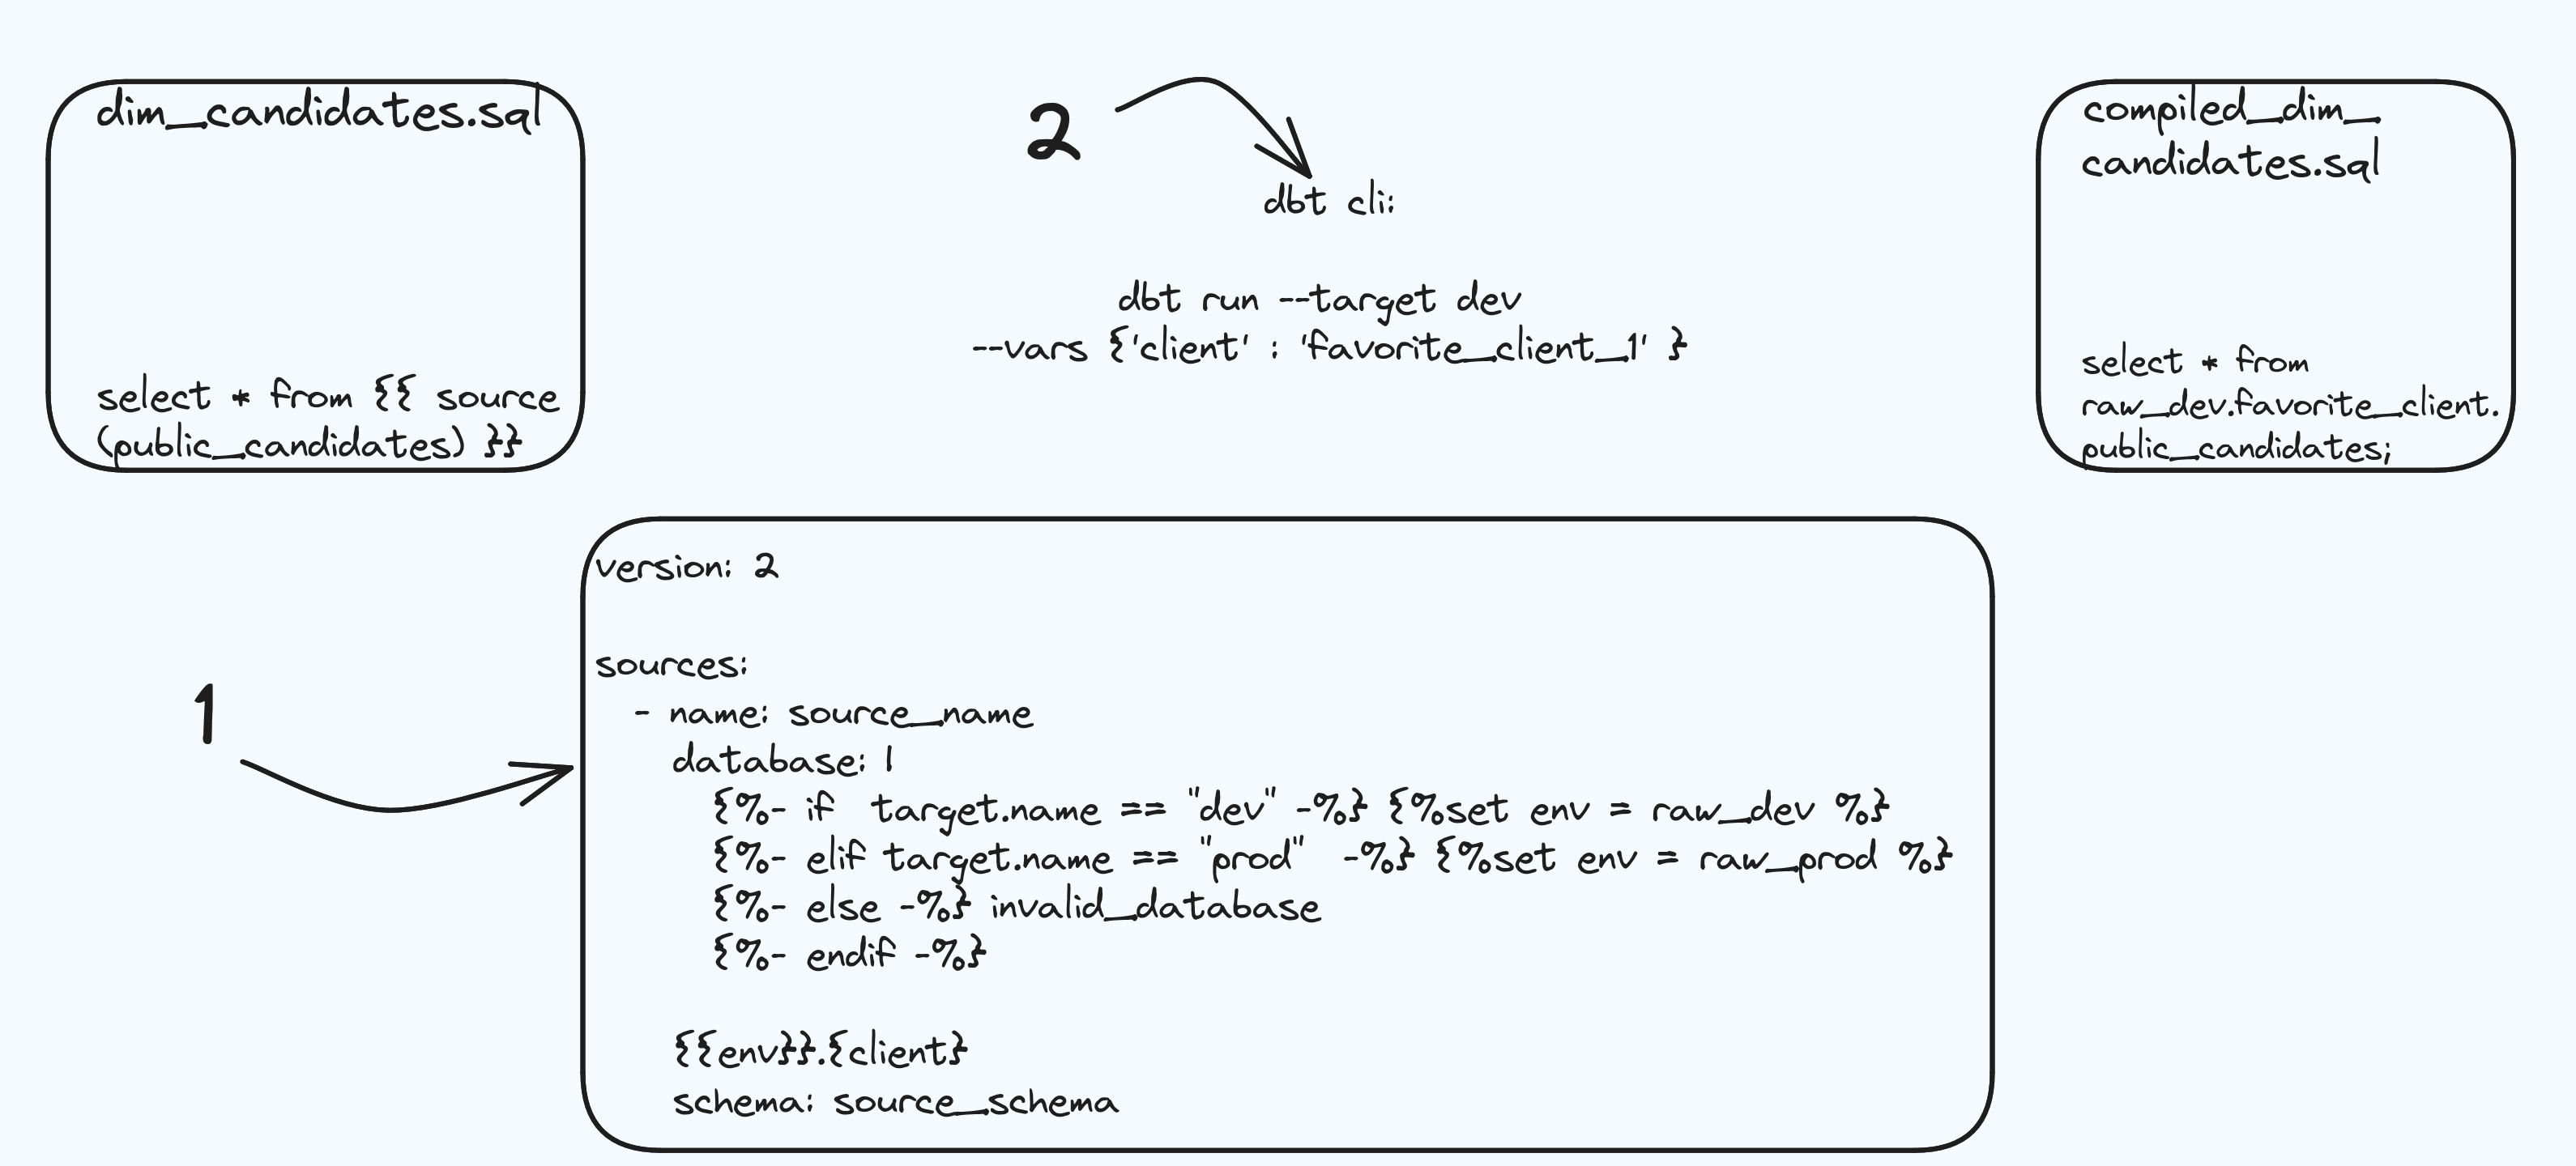 dim_candidates.sql
select * from {{ source
(public_candidates) }}
2
dbt cli:
dbt run --target dev
--vars {'client' : 'favorite_client_1' }
compiled_dim_
candidates.sql
select * from
raw_dev.favorite_client.
public_candidates;
1
version: 2
sources:
- name: source_name
database: |
{%- if target.name == "dev" -%} {%set env = raw_dev %}
{%- elif target.name == "prod" -%} {%set env = raw_prod %}
{%- else -%} invalid_database
{%- endif -%}
{{env}}.{client}
schema: source_schema